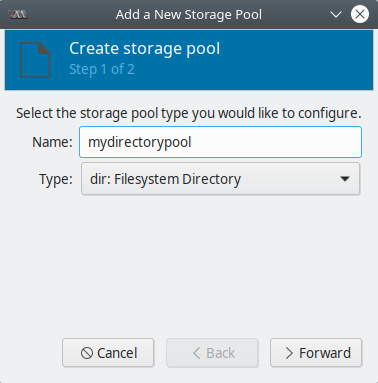 Add a New Storage Pool
Create storage pool
Step 1 of 2
Select the storage pool type you would like to configure.
Name: mydirectorypool
Type: dir: Filesystem Directory
Cancel Back Forward